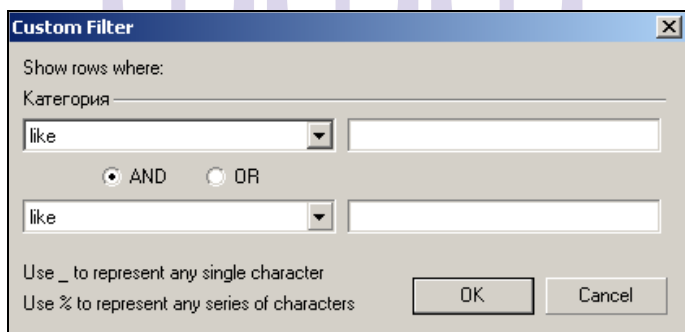 Custom Filter
Show rows where:
Категория
like
AND OR
like
Use _ to represent any single character
Use % to represent any series of characters
OK Cancel